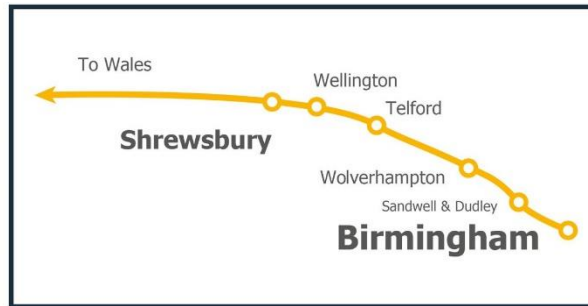 To Wales
Wellington
Telford
Shrewsbury
Wolverhampton
Sandwell & Dudley
Birmingham